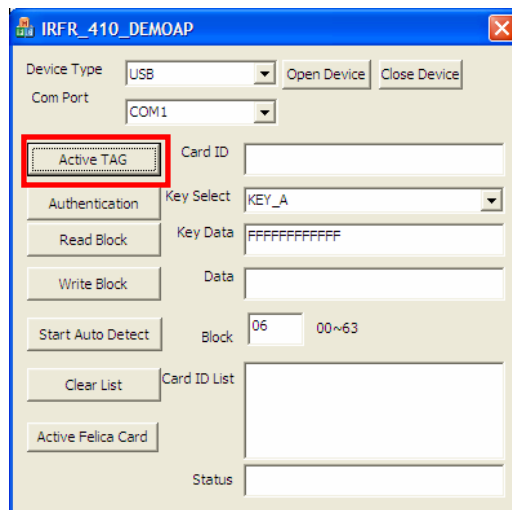 IRFR_410_DEMOAP
Device Type USB Open Device Close Device
Com Port COM1
Active TAG Card ID
Authentication Key Select KEY_A
Read Block Key Data FFFFFFFFFFFF
Write Block Data
Start Auto Detect Block 06 00~63
Clear List Card ID List
Active Felica Card
Status